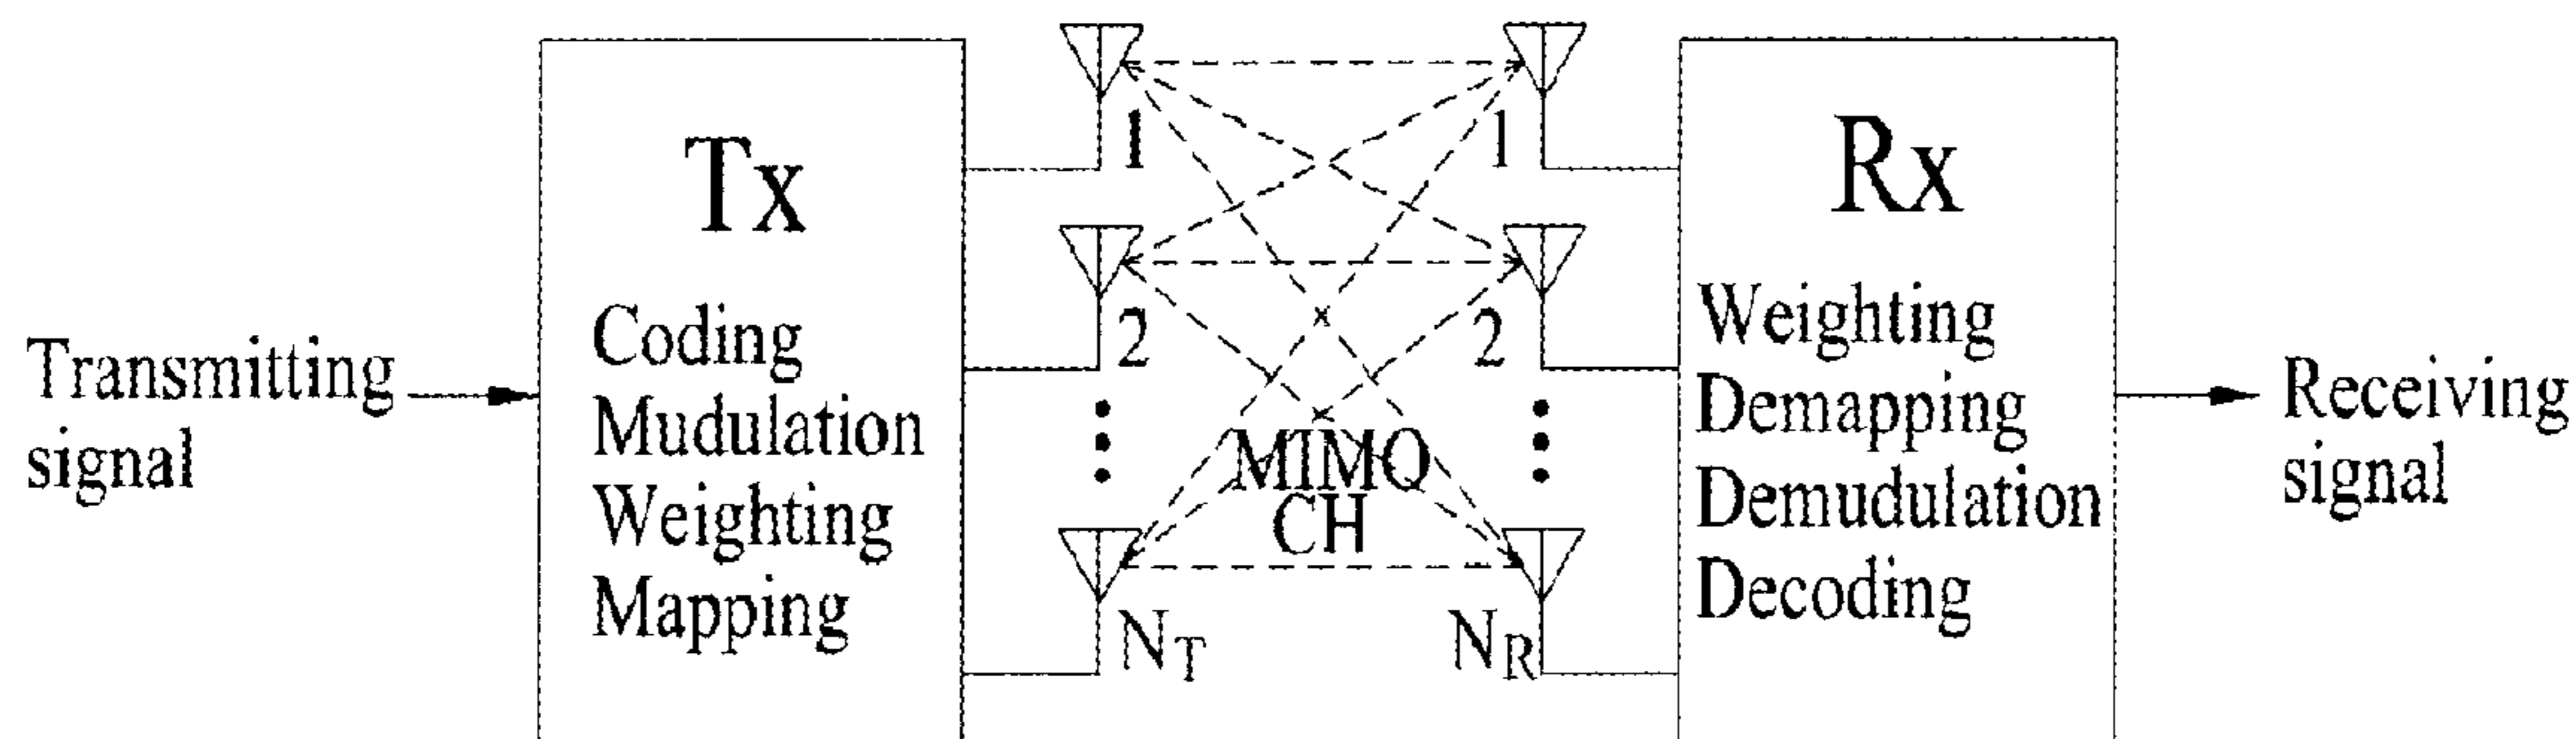 Transmitting
signal
Tx
Coding
Mudulation
Weighting
Mapping
1
2
N_T
MIMO
CH
1
2
N_R
Rx
Weighting
Demapping
Demudulation
Decoding
Receiving
signal